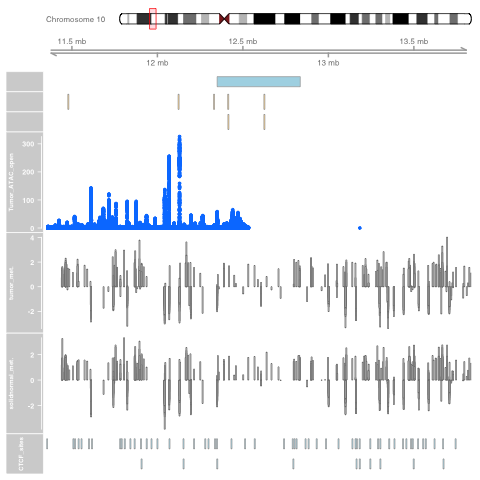 Chromosome 10
11.5 mb
12.5 mb
13.5 mb
12 mb
13 mb
Tumor_ATAC_open
300
200
100
0
tumor_met.
4
2
0
-2
solidnormal_met.
2
0
-2
CTCF_sites